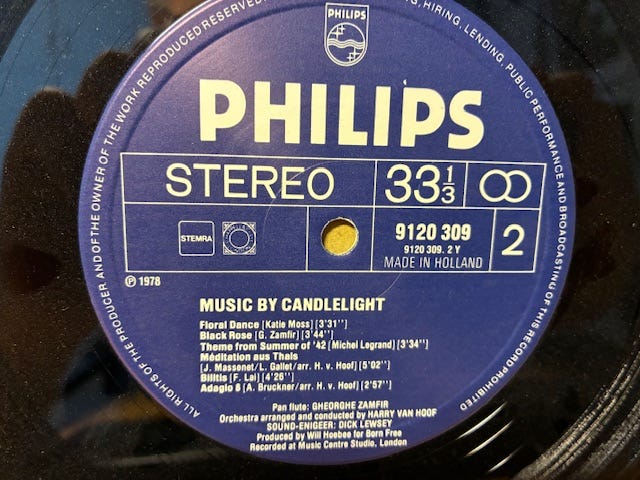 PHILIPS
PHILIPS
STEREO
33⅓
STEMRA
9120 309
9120 309. 2 Y
MADE IN HOLLAND
2
Ⓟ 1978
MUSIC BY CANDLELIGHT
Floral Dance [Katie Moss] [3'31'']
Black Rose [G. Zamfir] [3'44'']
Theme from Summer of '42 [Michel Legrand] [3'34'']
Méditation aus Thals
[J. Massenet/L. Gallet/arr. H. v. Hoof] [5'02'']
Bilitis [F. Lai] [4'26'']
Adagio 8 [A. Bruckner/arr. H. v. Hoof] [2'57'']
Pan flute: GHEORGHE ZAMFIR
Orchestra arranged and conducted by HARRY VAN HOOF
SOUND-ENIGEER: DICK LEWSEY
Produced by Will Hoebee for Born Free
Recorded at Music Centre Studio, London
ALL RIGHTS OF THE PRODUCER AND OF THE OWNER OF THE WORK REPRODUCED RESERVED
HIRING, LENDING, PUBLIC PERFORMANCE AND BROADCASTING OF THIS RECORD PROHIBITED